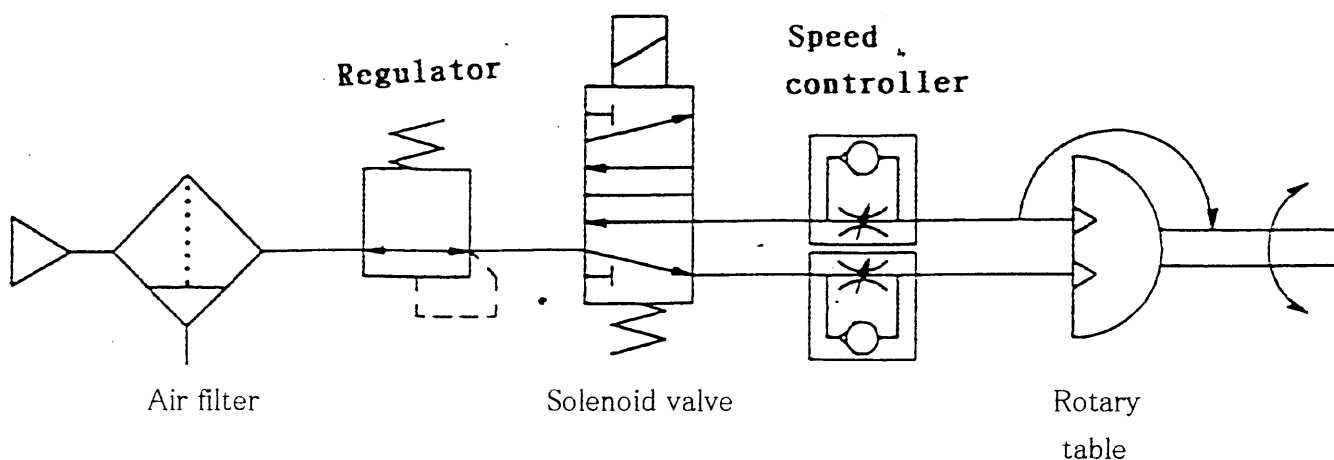 Speed
Regulator
controller
Air filter
Solenoid valve
Rotary
table